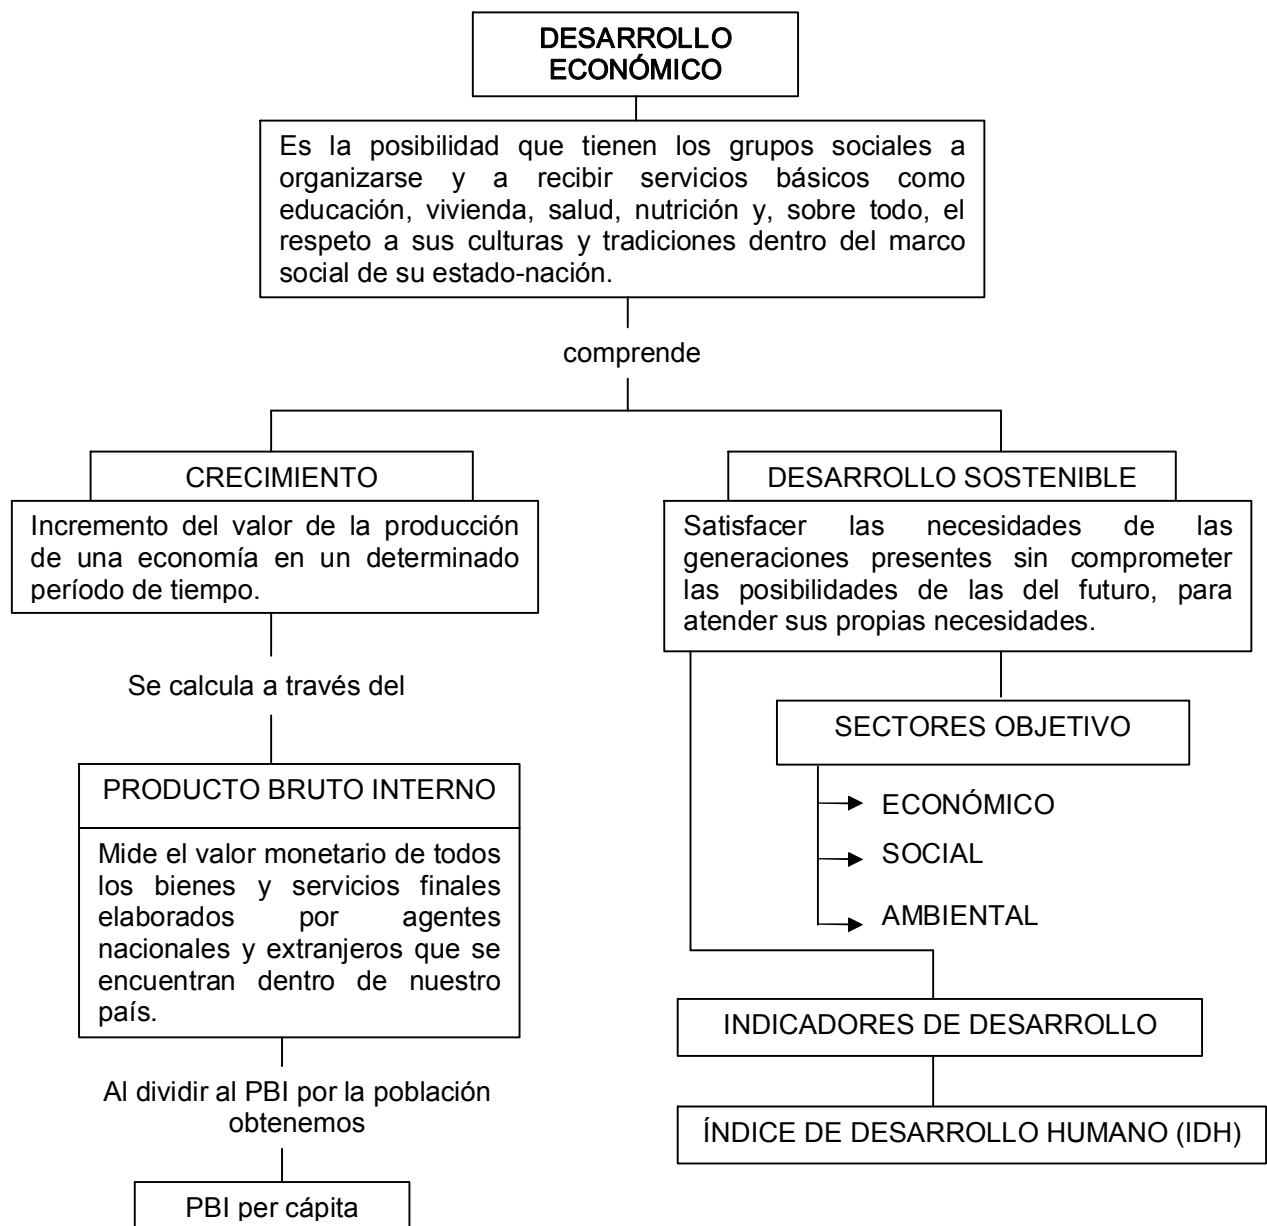 DESARROLLO
ECONÓMICO
Es la posibilidad que tienen los grupos sociales a
organizarse y a recibir servicios básicos como
educación, vivienda, salud, nutrición y, sobre todo, el
respeto a sus culturas y tradiciones dentro del marco
social de su estado-nación.
comprende
CRECIMIENTO
Incremento del valor de la producción
de una economía en un determinado
período de tiempo.
Se calcula a través del
PRODUCTO BRUTO INTERNO
Mide el valor monetario de todos
los bienes y servicios finales
elaborados por agentes
nacionales y extranjeros que se
encuentran dentro de nuestro
país.
Al dividir al PBI por la población
obtenemos
PBI per cápita
DESARROLLO SOSTENIBLE
Satisfacer las necesidades de las
generaciones presentes sin comprometer
las posibilidades de las del futuro, para
atender sus propias necesidades.
SECTORES OBJETIVO
ECONÓMICO
SOCIAL
AMBIENTAL
INDICADORES DE DESARROLLO
ÍNDICE DE DESARROLLO HUMANO (IDH)